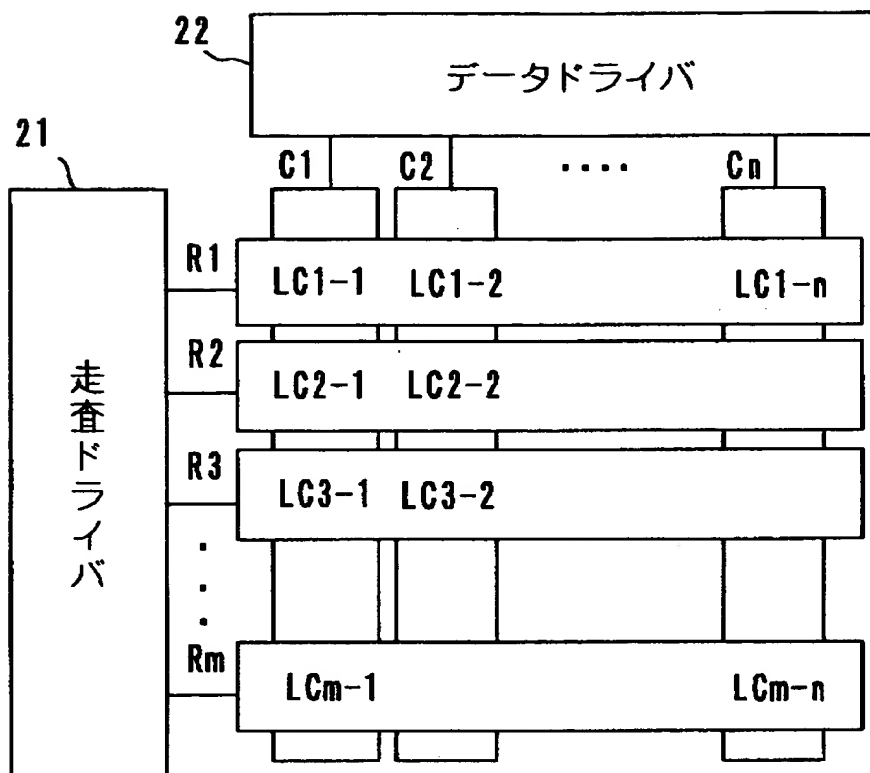 22
データドライバ
21
C1 C2 ‥‥ Cn
R1
LC1-1 LC1-2 LC1-n
R2
LC2-1 LC2-2
走査ドライバ
R3
LC3-1 LC3-2
Rm
LCm-1 LCm-n